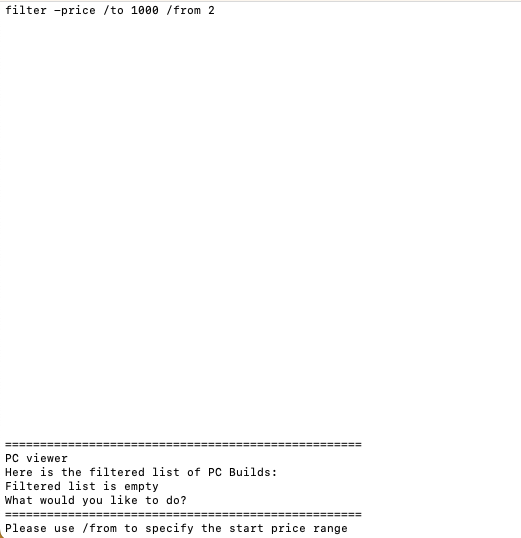 filter -price /to 1000 /from 2
===================================================
PC viewer
Here is the filtered list of PC Builds:
Filtered list is empty
What would you like to do?
===================================================
Please use /from to specify the start price range